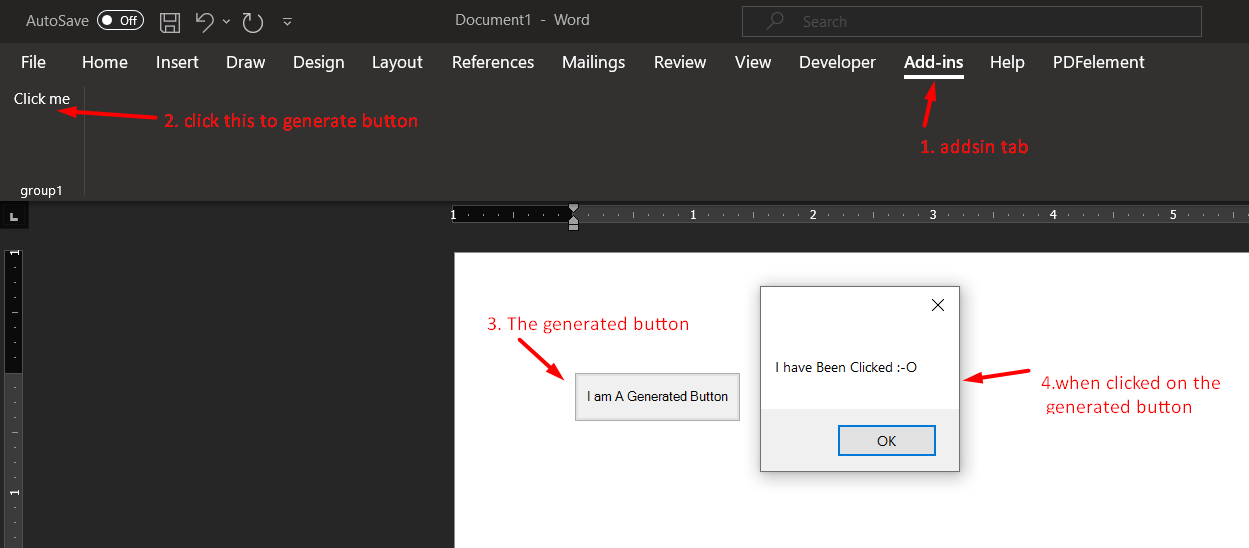 AutoSave Off Document1 - Word Search
File Home Insert Draw Design Layout References Mailings Review View Developer Add-ins Help PDFelement
Click me
2. click this to generate button
1. addsin tab
group1
L
1 1 2 3 4 5
1
3. The generated button
I have Been Clicked :-O
4.when clicked on the
generated button
I am A Generated Button
OK
1